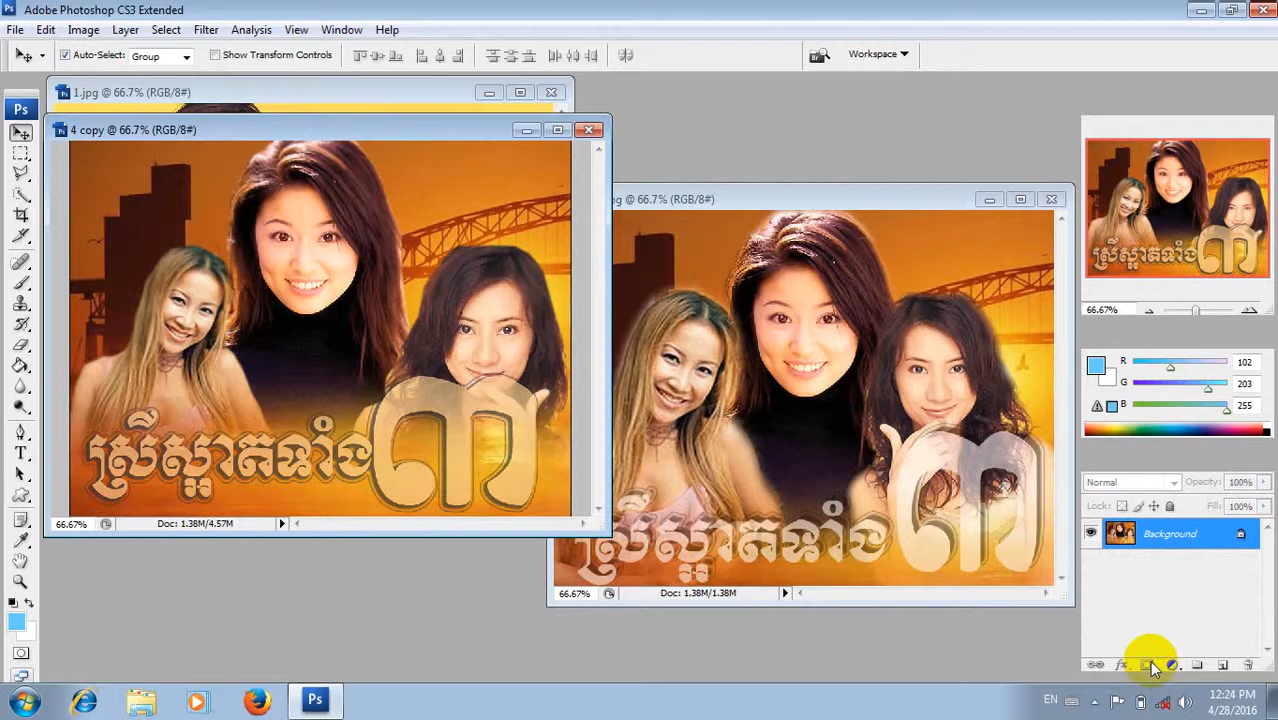 Adobe Photoshop CS3 Extended
File Edit Image Layer Select Filter Analysis View Window Help
Auto-Select: Group Show Transform Controls Workspace
1.jpg @ 66.7% (RGB/8#)
4 copy @ 66.7% (RGB/8#)
@ 66.7% (RGB/8#)
Ps
ស្រីស្អាតទាំង៣
66.67% Doc: 1.38M/4.57M
ស្រីស្អាតទាំង៣
66.67% Doc: 1.38M/1.38M
ស្រីស្អាតទាំង៣
66.67%
R 102
G 203
B 255
Normal Opacity: 100%
Lock: Fill: 100%
Background
EN
12:24 PM
4/28/2016